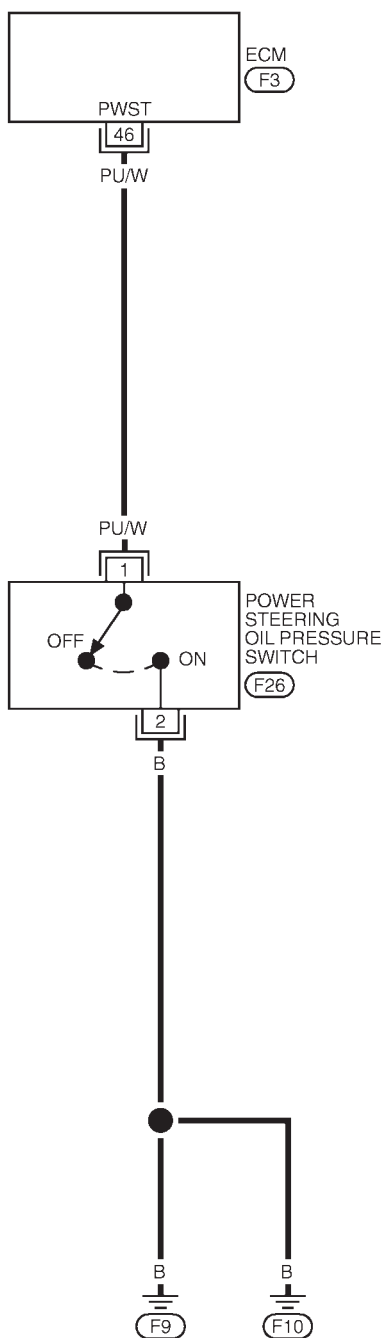 ECM
F3
PWST
46
PU/W
PU/W
1
POWER
STEERING
OIL PRESSURE
SWITCH
F26
OFF
ON
2
B
B
B
F9
F10